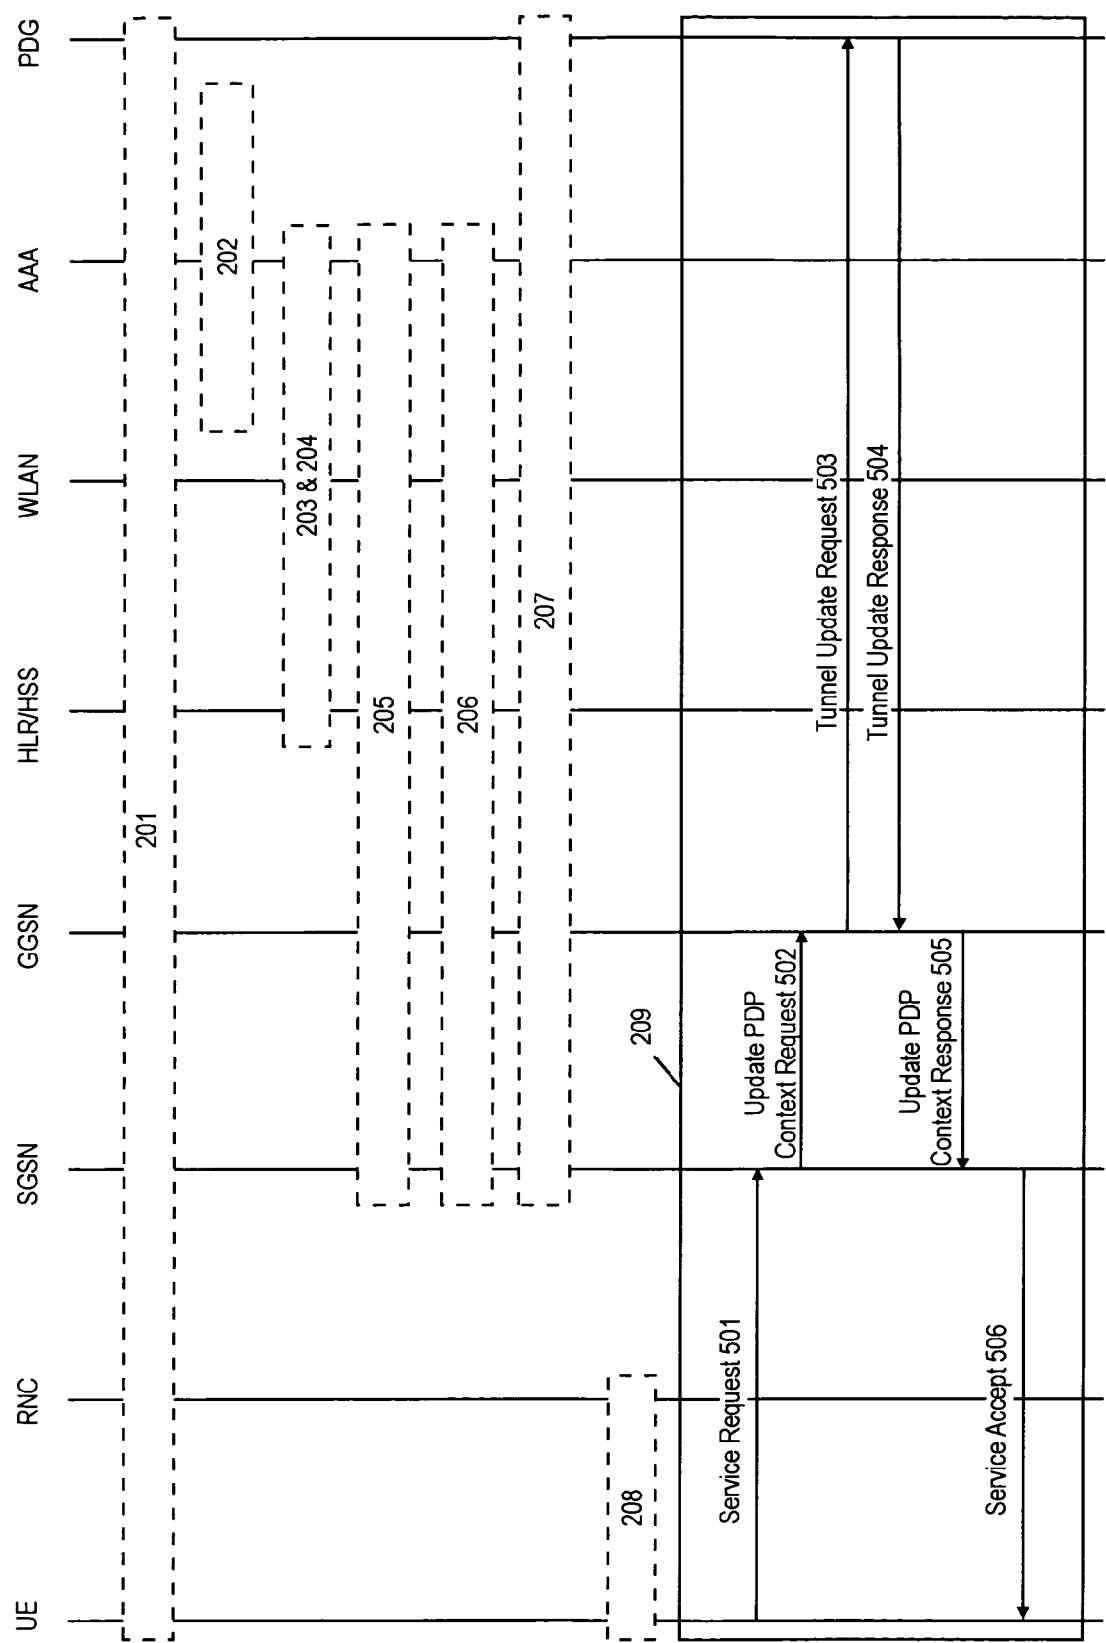 UE
RNC
SGSN
GGSN
HLR/HSS
WLAN
AAA
PDG
201
202
203 & 204
205
206
207
208
209
Service Request 501
Update PDP
Context Request 502
Tunnel Update Request 503
Tunnel Update Response 504
Update PDP
Context Response 505
Service Accept 506